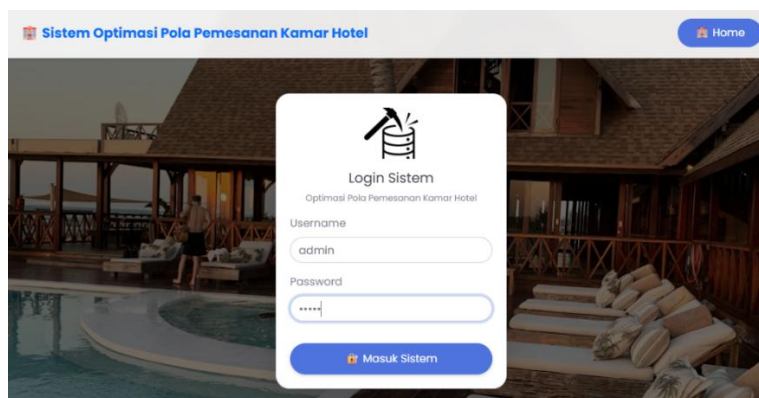 Sistem Optimasi Pola Pemesanan Kamar Hotel
Home
Login Sistem
Optimasi Pola Pemesanan Kamar Hotel
Username
admin
Password
•••••
Masuk Sistem